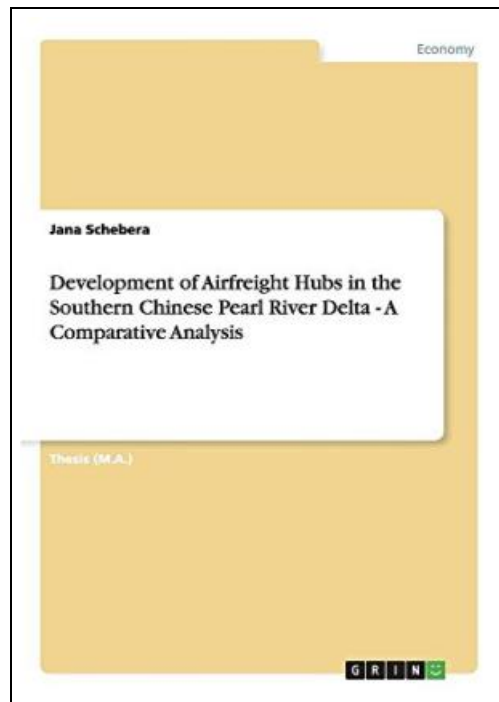 Economy
Jana Schebera
Development of Airfreight Hubs in the
Southern Chinese Pearl River Delta - A
Comparative Analysis
Thesis (M.A.)
GRIN